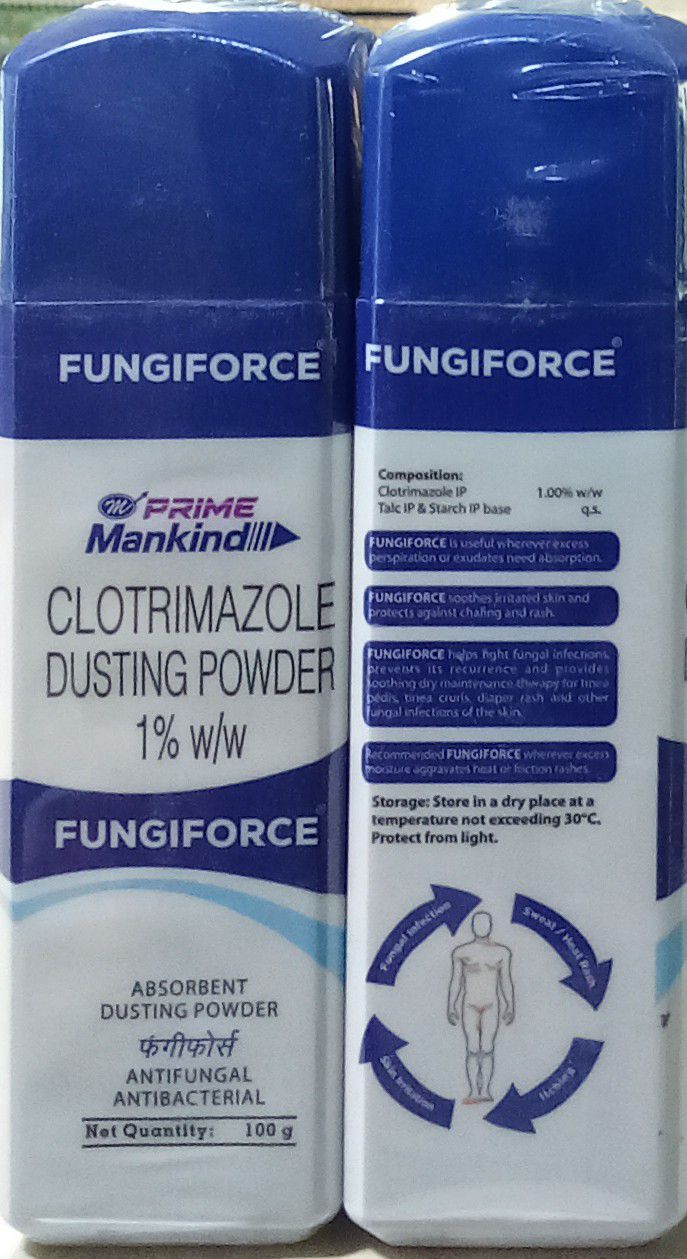 FUNGIFORCE
PRIME
Mankind
CLOTRIMAZOLE
DUSTING POWDER
1% w/w
FUNGIFORCE
ABSORBENT
DUSTING POWDER
फंगीफोर्स
ANTIFUNGAL
ANTIBACTERIAL
Net Quantity: 100 g
FUNGIFORCE®
Composition:
Clotrimazole IP 1.00% w/w
Talc IP & Starch IP base q.s.
FUNGIFORCE is useful wherever excess
perspiration or exudates need absorption.
FUNGIFORCE soothes irritated skin and
protects against chafing and rash.
FUNGIFORCE helps fight fungal infections,
prevents its recurrence and provides
soothing dry maintenance therapy for tinea
pedis, tinea cruris, diaper rash and other
fungal infections of the skin.
Recommended FUNGIFORCE wherever excess
moisture aggravates heat or friction rashes.
Storage: Store in a dry place at a
temperature not exceeding 30°C.
Protect from light.
Fungal Infection
Sweat / Heat Rash
Skin Irritation
Itching